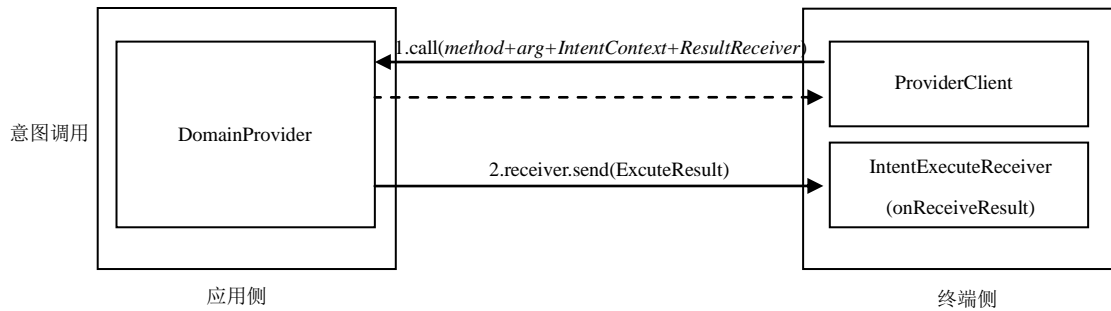 1.call(method+arg+IntentContext+ResultReceiver)
ProviderClient
意图调用
DomainProvider
2.receiver.send(ExcuteResult)
IntentExecuteReceiver
(onReceiveResult)
应用侧
终端侧